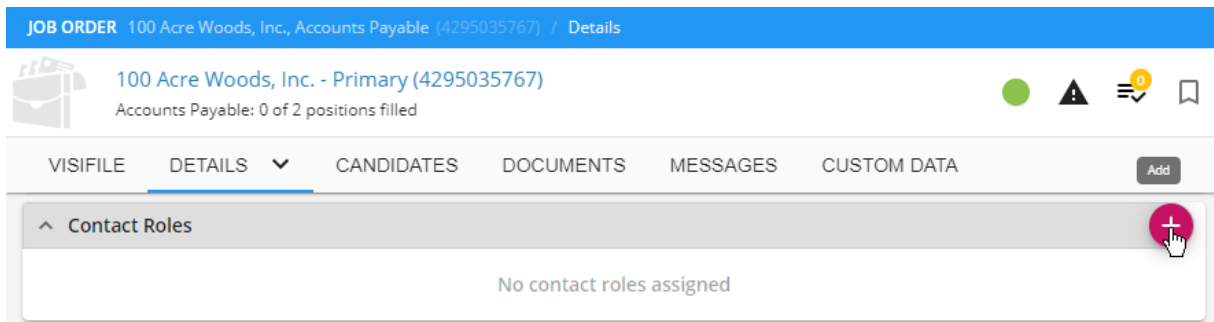 JOB ORDER 100 Acre Woods, Inc., Accounts Payable (4295035767) / Details
100 Acre Woods, Inc. - Primary (4295035767)
Accounts Payable: 0 of 2 positions filled
0
VISIFILE DETAILS CANDIDATES DOCUMENTS MESSAGES CUSTOM DATA
Add
Contact Roles
No contact roles assigned